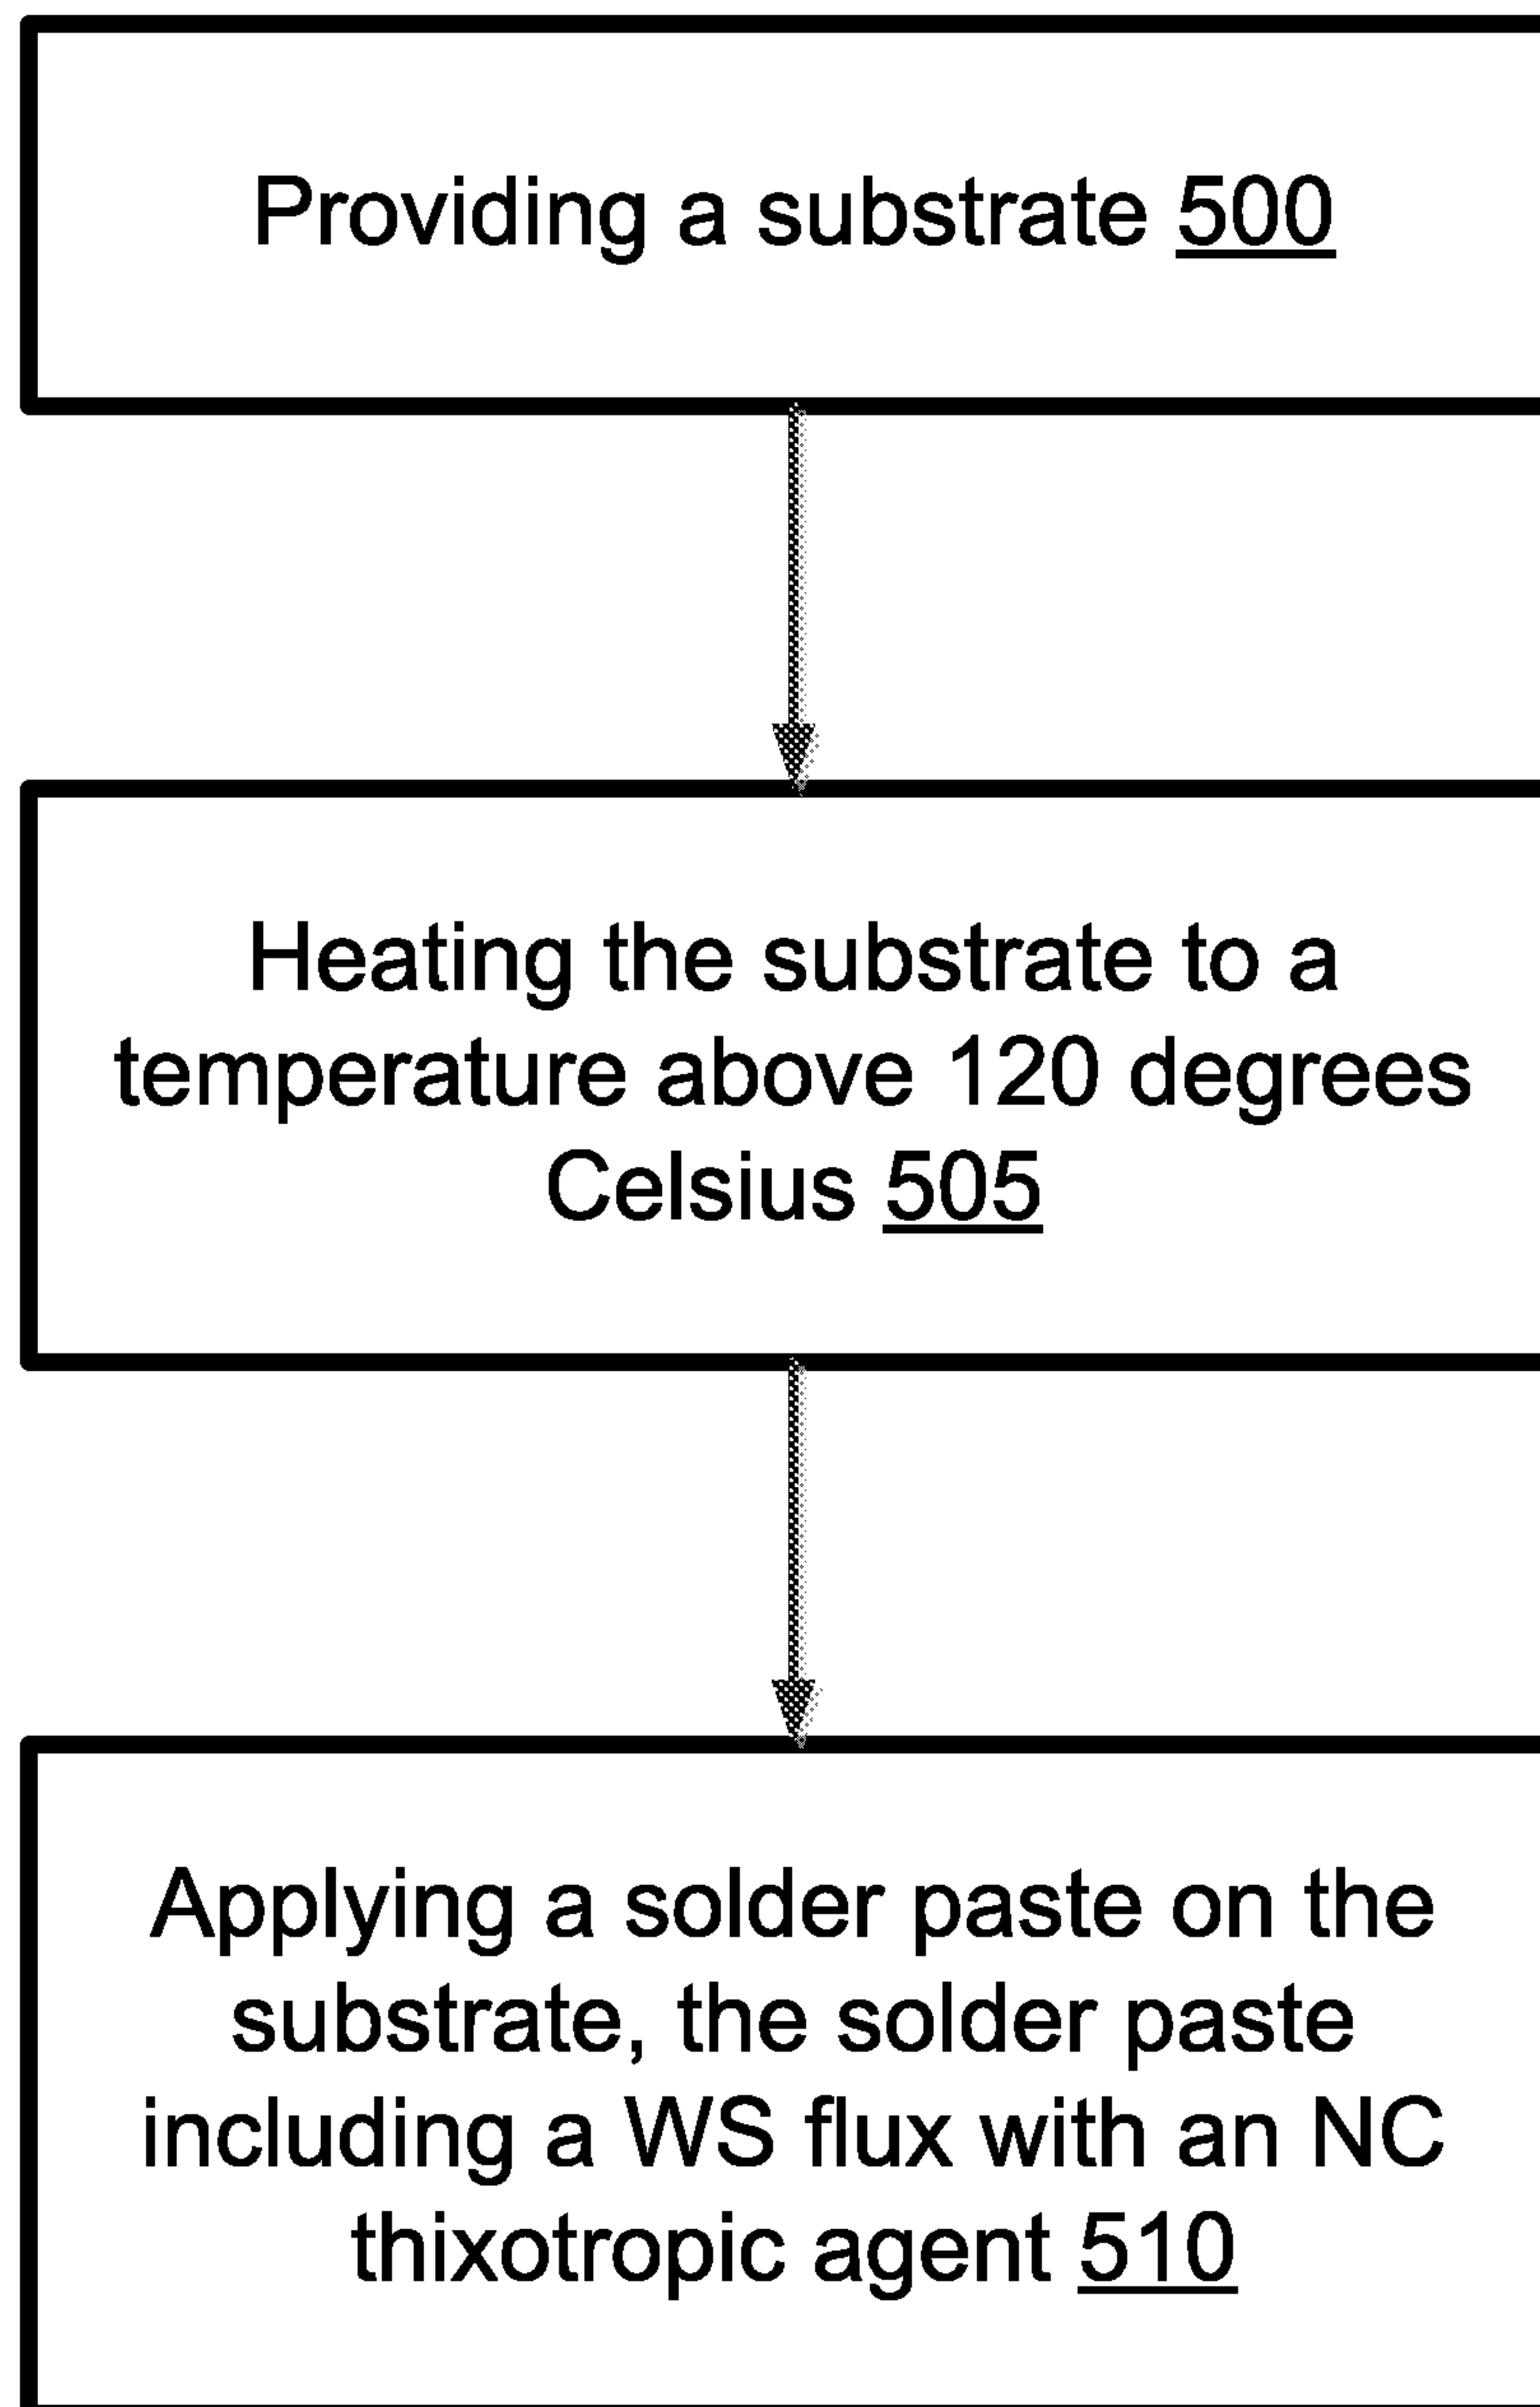 Providing a substrate 500
Heating the substrate to a
temperature above 120 degrees
Celsius 505
Applying a solder paste on the
substrate, the solder paste
including a WS flux with an NC
thixotropic agent 510